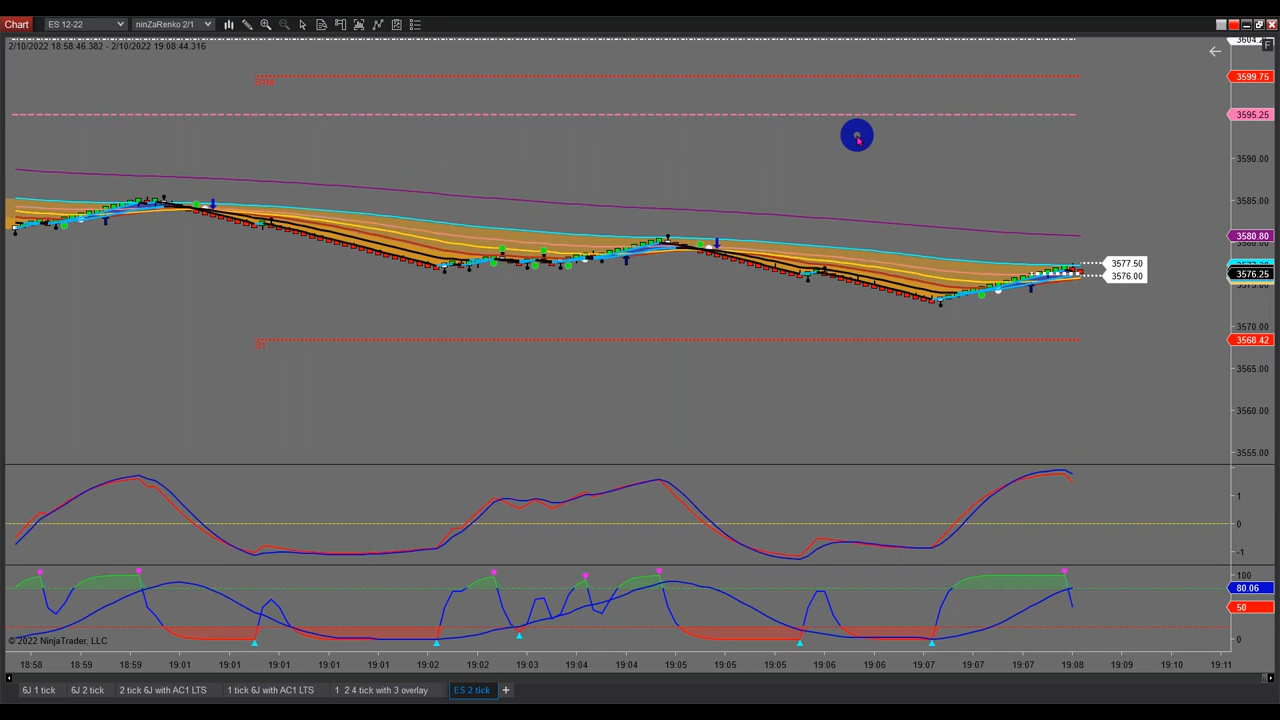 Chart ES 12-22 ninZaRenko 2/1
2/10/2022 18:58:46.382 - 2/10/2022 19:08:44.316
F
S1M
3599.75
3595.25
3590.00
3585.00
3580.80
3577.50
3576.00
3576.25
3570.00
S1
3568.42
3565.00
3560.00
3555.00
1
0
-1
100
80.06
50
0
© 2022 NinjaTrader, LLC
18:58 18:59 18:59 19:01 19:01 19:01 19:01 19:02 19:02 19:03 19:04 19:04 19:05 19:05 19:05 19:06 19:06 19:07 19:07 19:07 19:08 19:09 19:10 19:11
6J 1 tick 6J 2 tick 2 tick 6J with AC1 LTS 1 tick 6J with AC1 LTS 1 2 4 tick with 3 overlay ES 2 tick +